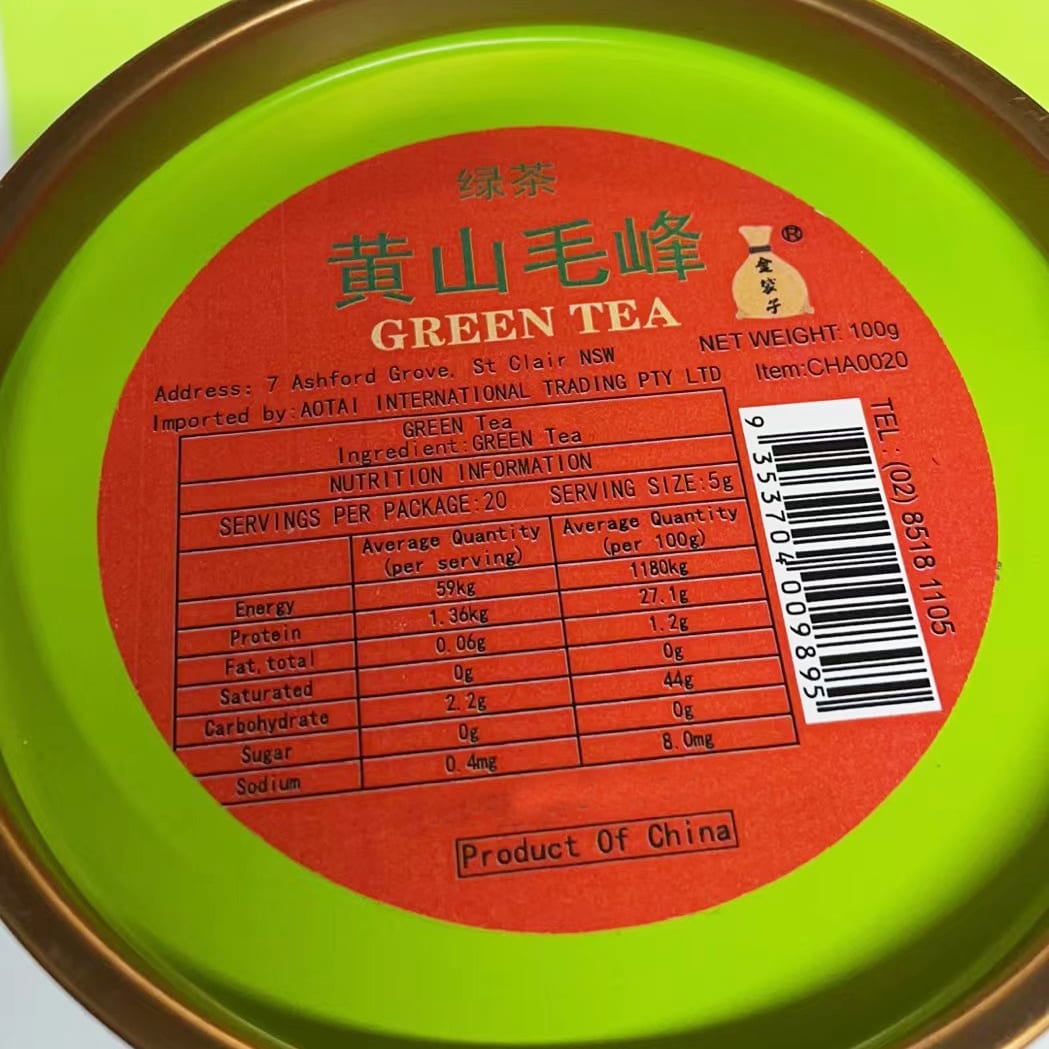 绿茶
黄山毛峰
GREEN TEA
金袋子
®
NET WEIGHT: 100g
Item:CHA0020
Address: 7 Ashford Grove, St Clair NSW
Imported by:AOTAI INTERNATIONAL TRADING PTY LTD
GREEN Tea
Ingredient:GREEN Tea
NUTRITION INFORMATION
SERVINGS PER PACKAGE:20 SERVING SIZE:5g
Average Quantity (per serving) Average Quantity (per 100g)
Energy 59kg 1180kg
Protein 1.36kg 27.1g
Fat,total 0.06g 1.2g
Saturated 0g 0g
Carbohydrate 2.2g 44g
Sugar 0g 0g
Sodium 0.4mg 8.0mg
Product Of China
9 353704 009895
TEL: (02) 8518 1105